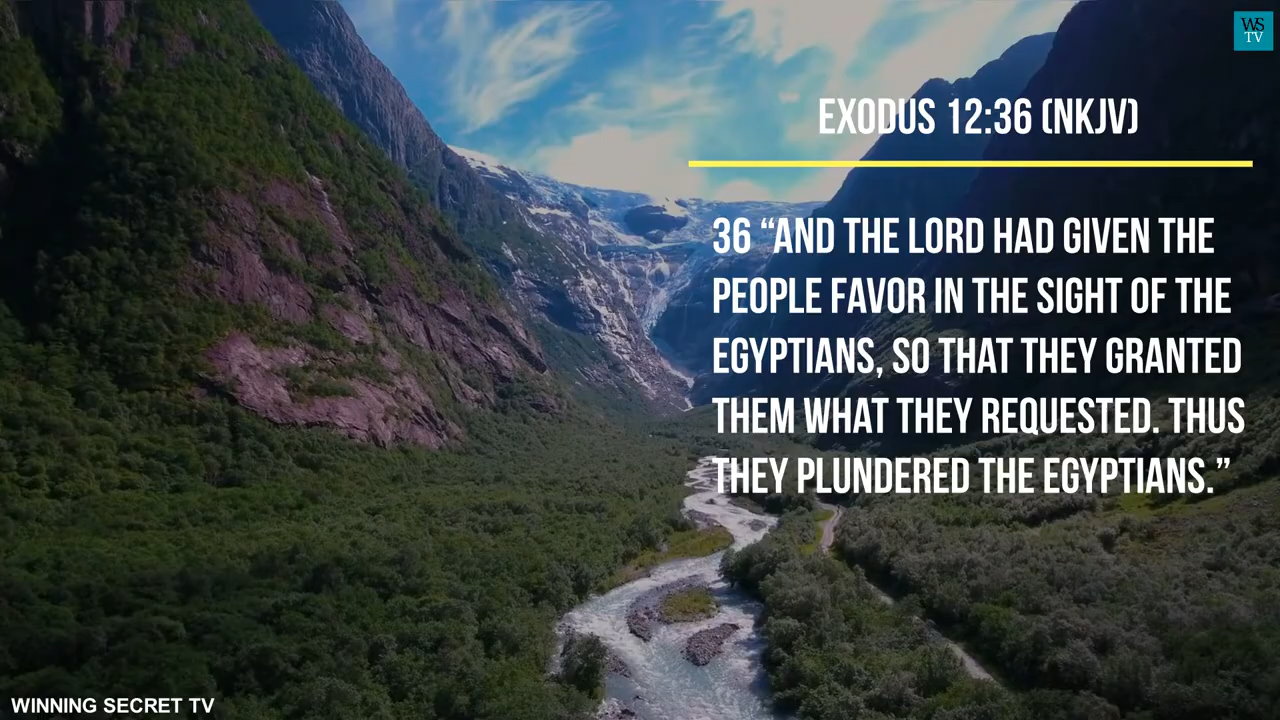 WS
TV
EXODUS 12:36 (NKJV)
36 “AND THE LORD HAD GIVEN THE
PEOPLE FAVOR IN THE SIGHT OF THE
EGYPTIANS, SO THAT THEY GRANTED
THEM WHAT THEY REQUESTED. THUS
THEY PLUNDERED THE EGYPTIANS.”
WINNING SECRET TV